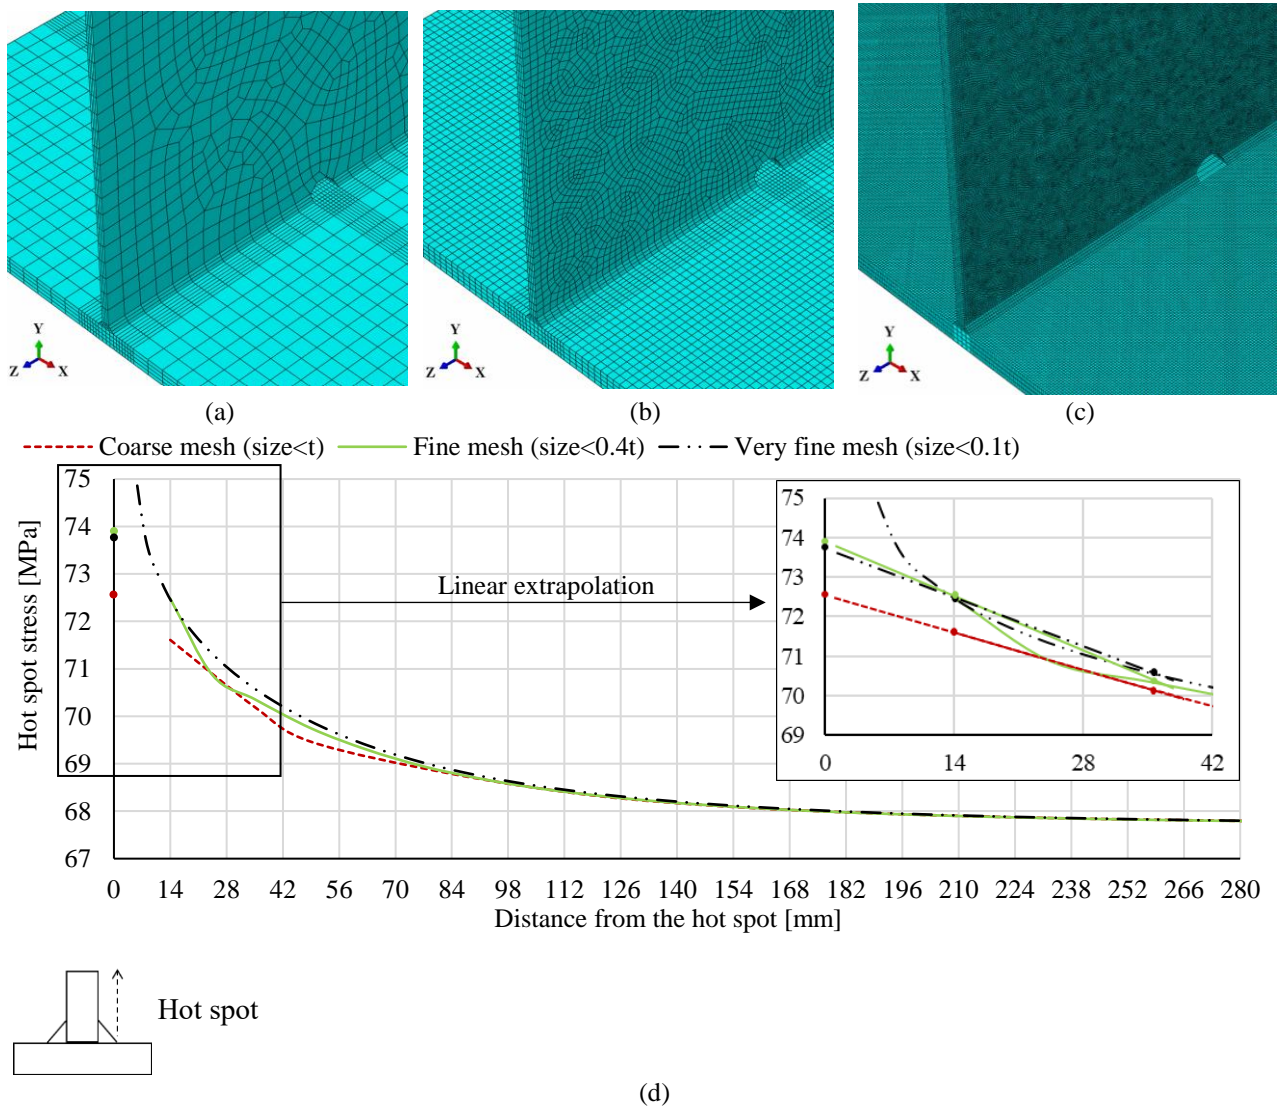 Y
Z X
Y
Z X
Y
Z X
(a) (b) (c)
Coarse mesh (size<t) Fine mesh (size<0.4t) Very fine mesh (size<0.1t)
Hot spot stress [MPa]
75
74
73
72
71
70
69
68
67
0 14 28 42 56 70 84 98 112 126 140 154 168 182 196 210 224 238 252 266 280
Distance from the hot spot [mm]
Linear extrapolation
75
74
73
72
71
70
69
0 14 28 42
Hot spot
(d)